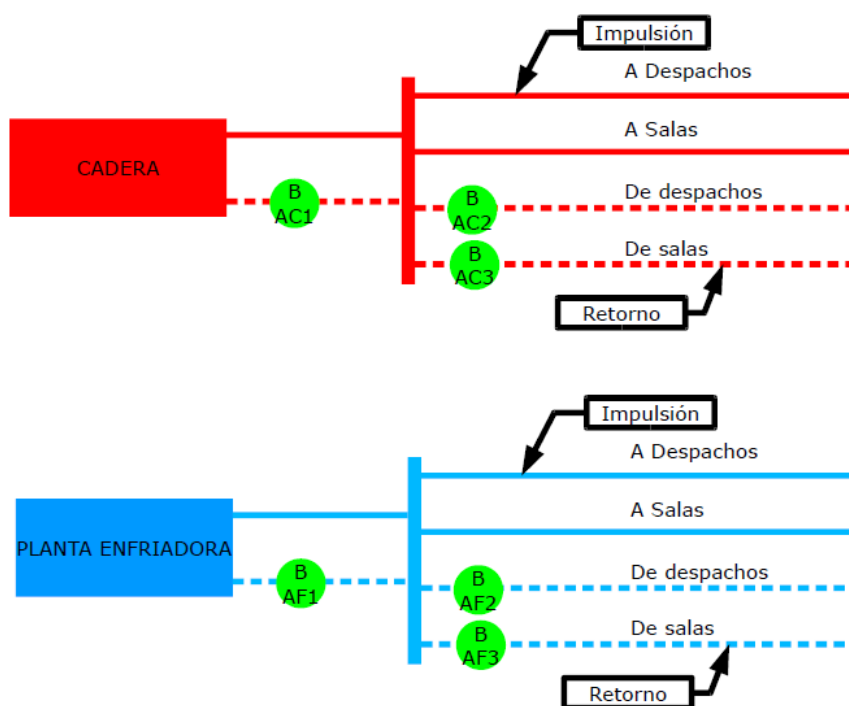 Impulsión
A Despachos
A Salas
CADERA
De despachos
B
AC1
B
AC2
De salas
B
AC3
Retorno
Impulsión
A Despachos
A Salas
PLANTA ENFRIADORA
De despachos
B
AF1
B
AF2
De salas
B
AF3
Retorno